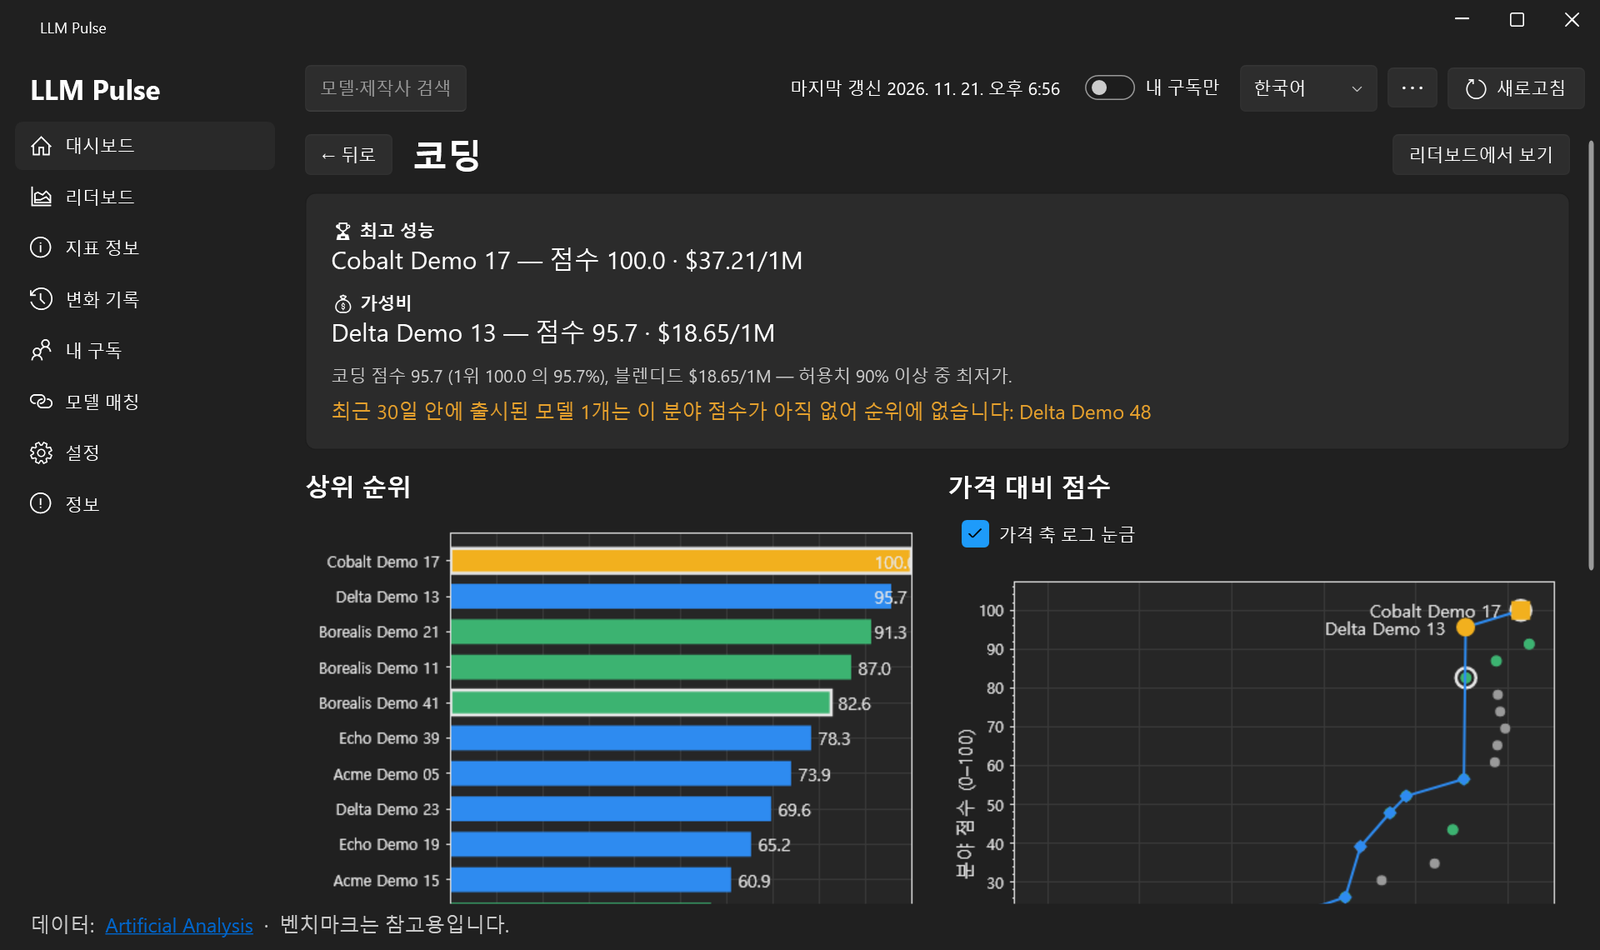 LLM Pulse
LLM Pulse
모델·제작사 검색
마지막 갱신 2026. 11. 21. 오후 6:56
내 구독만
한국어
새로고침
대시보드
리더보드
지표 정보
변화 기록
내 구독
모델 매칭
설정
정보
← 뒤로
코딩
리더보드에서 보기
최고 성능
Cobalt Demo 17 — 점수 100.0 · $37.21/1M
가성비
Delta Demo 13 — 점수 95.7 · $18.65/1M
코딩 점수 95.7 (1위 100.0 의 95.7%), 블렌디드 $18.65/1M — 허용치 90% 이상 중 최저가.
최근 30일 안에 출시된 모델 1개는 이 분야 점수가 아직 없어 순위에 없습니다: Delta Demo 48
상위 순위
Cobalt Demo 17 100.0
Delta Demo 13 95.7
Borealis Demo 21 91.3
Borealis Demo 11 87.0
Borealis Demo 41 82.6
Echo Demo 39 78.3
Acme Demo 05 73.9
Delta Demo 23 69.6
Echo Demo 19 65.2
Acme Demo 15 60.9
가격 대비 점수
가격 축 로그 눈금
분야 점수 (0–100)
100
90
80
70
60
50
40
30
Cobalt Demo 17
Delta Demo 13
데이터: Artificial Analysis · 벤치마크는 참고용입니다.